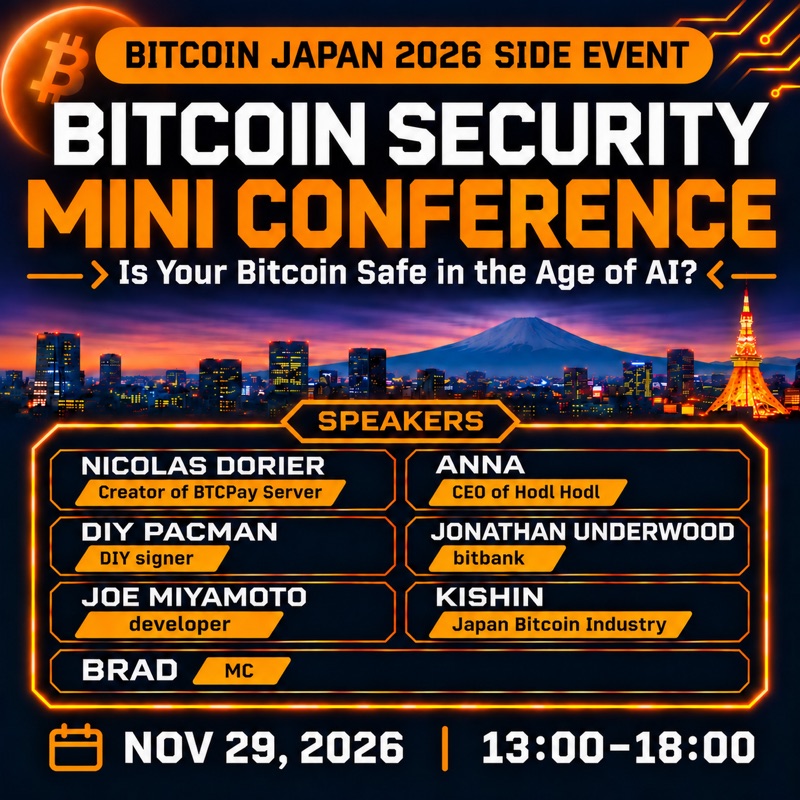 BITCOIN JAPAN 2026 SIDE EVENT
BITCOIN SECURITY
MINI CONFERENCE
Is Your Bitcoin Safe in the Age of AI?
SPEAKERS
NICOLAS DORIER
Creator of BTCPay Server
ANNA
CEO of Hodl Hodl
DIY PACMAN
DIY signer
JONATHAN UNDERWOOD
bitbank
JOE MIYAMOTO
developer
KISHIN
Japan Bitcoin Industry
BRAD MC
NOV 29, 2026 | 13:00–18:00